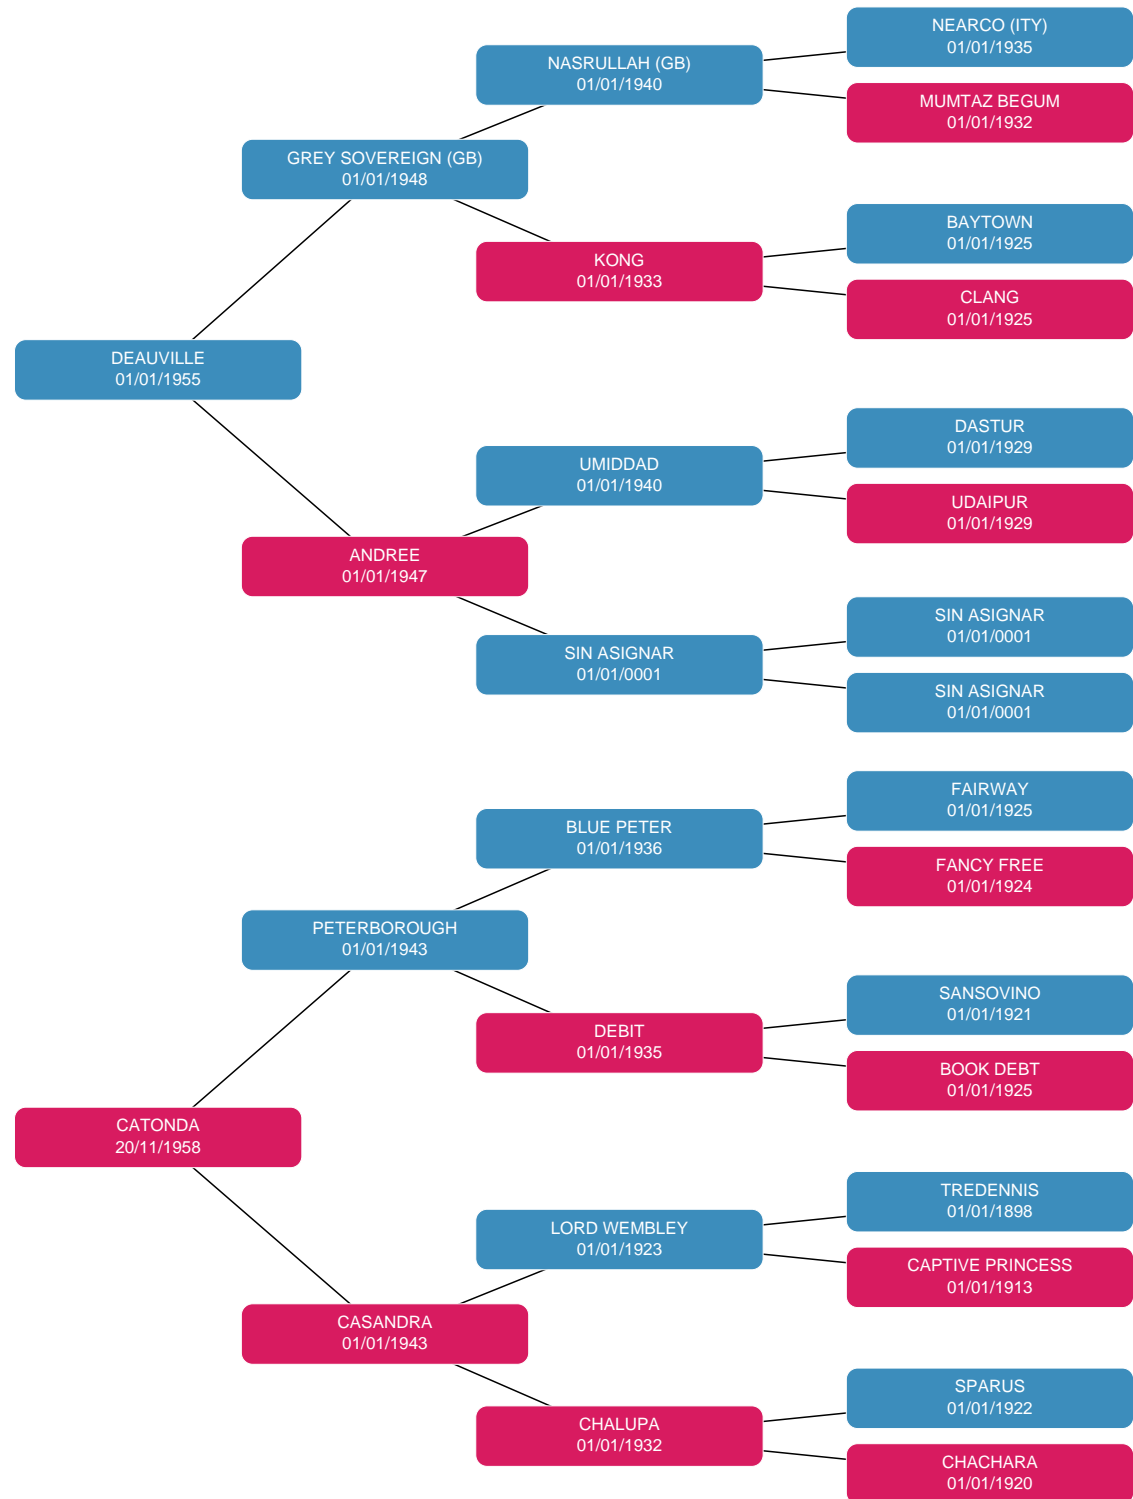 NEARCO (ITY)
01/01/1935
NASRULLAH (GB)
01/01/1940
MUMTAZ BEGUM
01/01/1932
GREY SOVEREIGN (GB)
01/01/1948
BAYTOWN
01/01/1925
KONG
01/01/1933
CLANG
01/01/1925
DEAUVILLE
01/01/1955
DASTUR
01/01/1929
UMIDDAD
01/01/1940
UDAIPUR
01/01/1929
ANDREE
01/01/1947
SIN ASIGNAR
01/01/0001
SIN ASIGNAR
01/01/0001
SIN ASIGNAR
01/01/0001
FAIRWAY
01/01/1925
BLUE PETER
01/01/1936
FANCY FREE
01/01/1924
PETERBOROUGH
01/01/1943
SANSOVINO
01/01/1921
DEBIT
01/01/1935
BOOK DEBT
01/01/1925
CATONDA
20/11/1958
TREDENNIS
01/01/1898
LORD WEMBLEY
01/01/1923
CAPTIVE PRINCESS
01/01/1913
CASANDRA
01/01/1943
SPARUS
01/01/1922
CHALUPA
01/01/1932
CHACHARA
01/01/1920